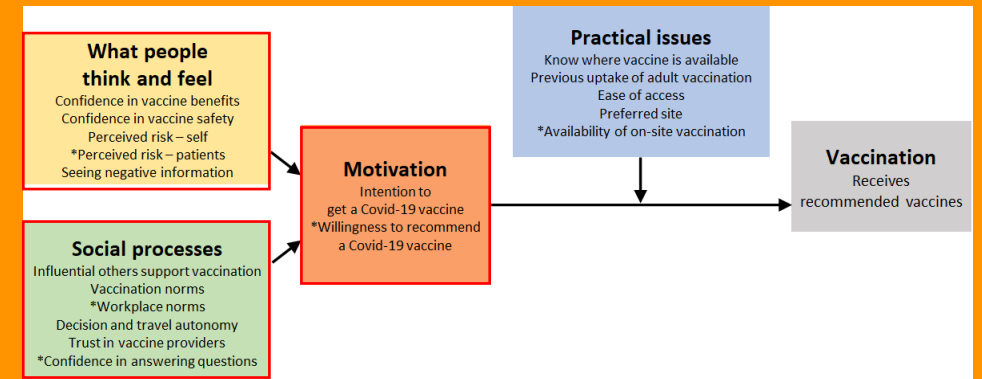 What people
think and feel
Confidence in vaccine benefits
Confidence in vaccine safety
Perceived risk – self
*Perceived risk – patients
Seeing negative information
Social processes
Influential others support vaccination
Vaccination norms
*Workplace norms
Decision and travel autonomy
Trust in vaccine providers
*Confidence in answering questions
Motivation
Intention to
get a Covid-19 vaccine
*Willingness to recommend
a Covid-19 vaccine
Practical issues
Know where vaccine is available
Previous uptake of adult vaccination
Ease of access
Preferred site
*Availability of on-site vaccination
Vaccination
Receives
recommended vaccines